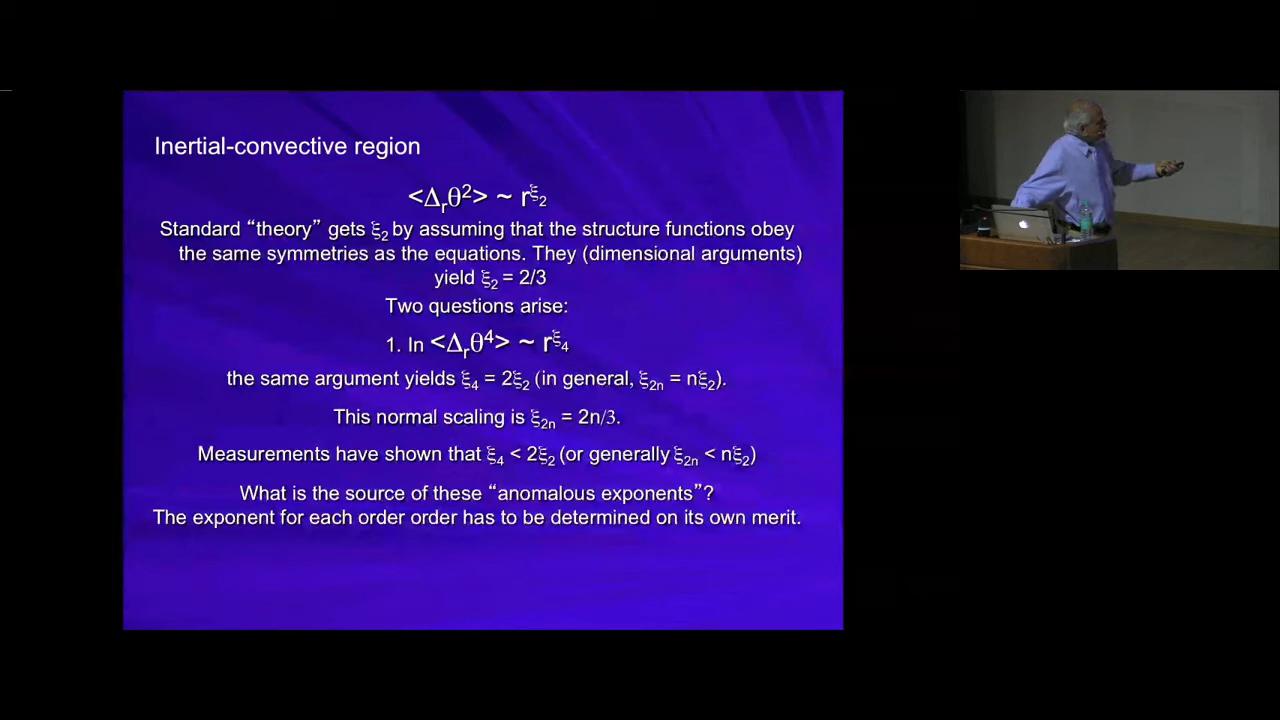 Inertial-convective region
<Δᵣθ²> ~ r^ξ₂
Standard “theory” gets ξ₂ by assuming that the structure functions obey
the same symmetries as the equations. They (dimensional arguments)
yield ξ₂ = 2/3
Two questions arise:
1. In <Δᵣθ⁴> ~ r^ξ₄
the same argument yields ξ₄ = 2ξ₂ (in general, ξ₂ₙ = nξ₂).
This normal scaling is ξ₂ₙ = 2n/3.
Measurements have shown that ξ₄ < 2ξ₂ (or generally ξ₂ₙ < nξ₂)
What is the source of these “anomalous exponents”?
The exponent for each order order has to be determined on its own merit.